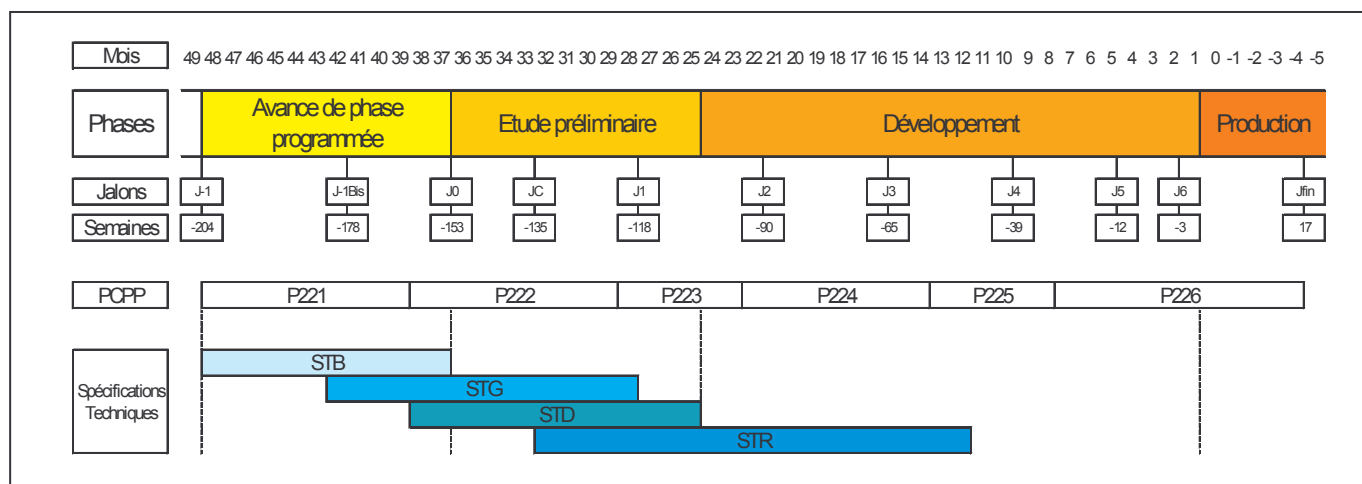 Mois 49 48 47 46 45 44 43 42 41 40 39 38 37 36 35 34 33 32 31 30 29 28 27 26 25 24 23 22 21 20 19 18 17 16 15 14 13 12 11 10 9 8 7 6 5 4 3 2 1 0 -1 -2 -3 -4 -5
Phases
Avance de phase
programmée
Etude préliminaire
Développement
Production
Jalons J-1 J-1Bis J0 JC J1 J2 J3 J4 J5 J6 Jfin
Semaines -204 -178 -153 -135 -118 -90 -65 -39 -12 -3 17
PCPP P221 P222 P223 P224 P225 P226
Spécifications
Techniques
STB
STG
STD
STR